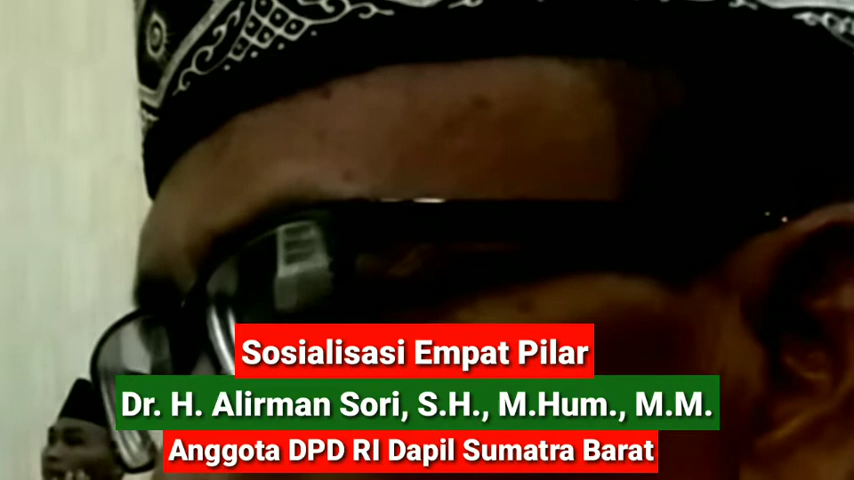 Sosialisasi Empat Pilar
Dr. H. Alirman Sori, S.H., M.Hum., M.M.
Anggota DPD RI Dapil Sumatra Barat